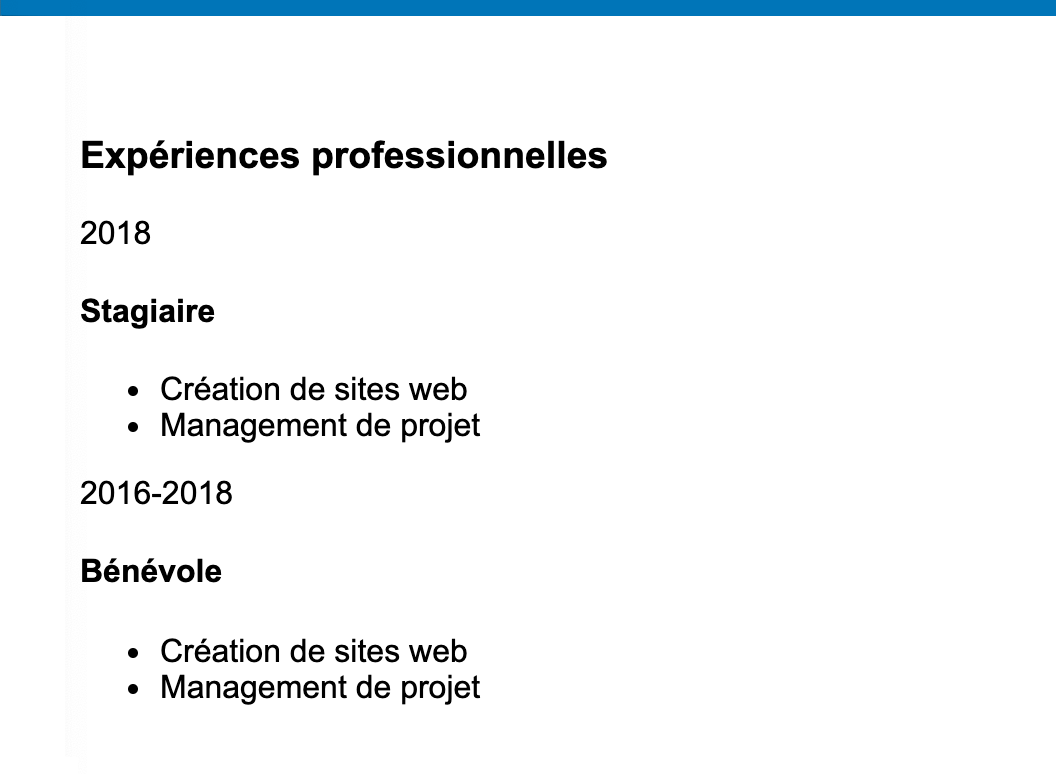 Expériences professionnelles
2018
Stagiaire
• Création de sites web
• Management de projet
2016-2018
Bénévole
• Création de sites web
• Management de projet